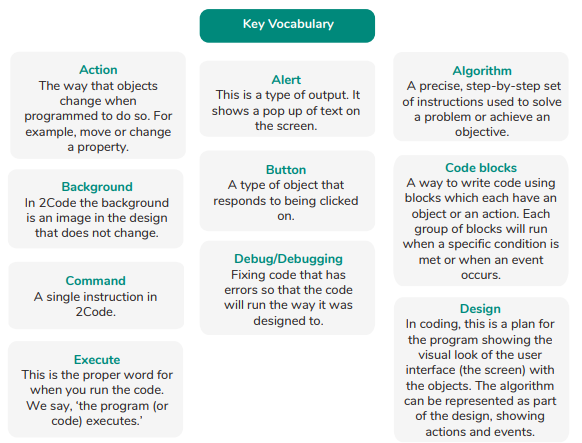 Key Vocabulary
Action
The way that objects
change when
programmed to do so. For
example, move or change
a property.
Background
In 2Code the background
is an image in the design
that does not change.
Command
A single instruction in
2Code.
Execute
This is the proper word for
when you run the code.
We say, ‘the program (or
code) executes.’
Alert
This is a type of output. It
shows a pop up of text on
the screen.
Button
A type of object that
responds to being clicked
on.
Debug/Debugging
Fixing code that has
errors so that the code
will run the way it was
designed to.
Algorithm
A precise, step-by-step set
of instructions used to solve
a problem or achieve an
objective.
Code blocks
A way to write code using
blocks which each have an
object or an action. Each
group of blocks will run
when a specific condition is
met or when an event
occurs.
Design
In coding, this is a plan for
the program showing the
visual look of the user
interface (the screen) with
the objects. The algorithm
can be represented as part
of the design, showing
actions and events.